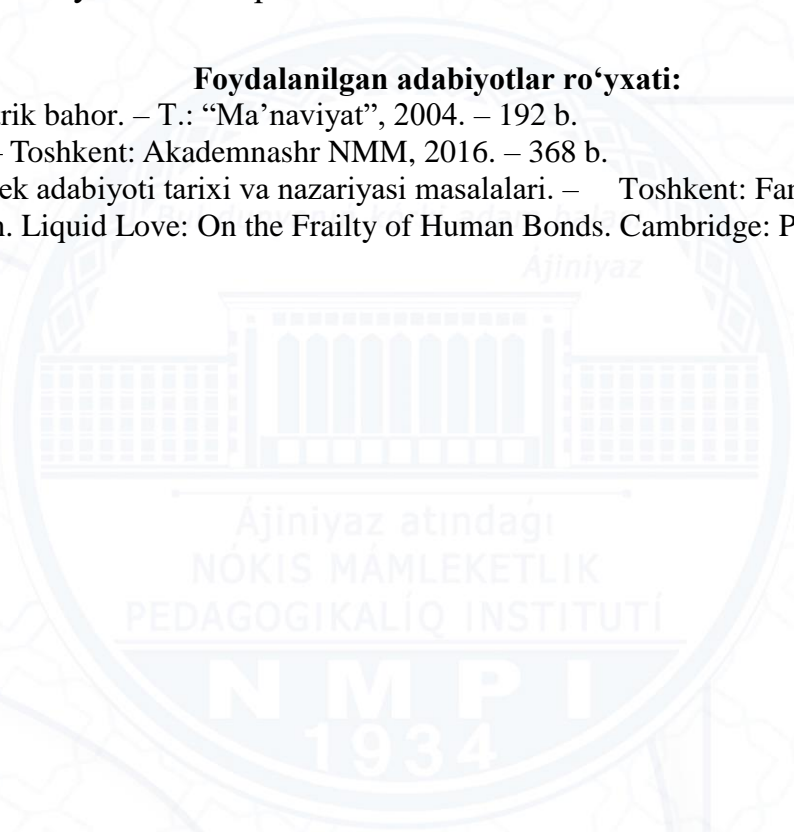 Foydalanilgan adabiyotlar ro‘yxati:
rik bahor. – T.: “Ma’naviyat”, 2004. – 192 b.
– Toshkent: Akademnashr NMM, 2016. – 368 b.
ek adabiyoti tarixi va nazariyasi masalalari. – Toshkent: Fan
n. Liquid Love: On the Frailty of Human Bonds. Cambridge: P
Ájiniyaz
Ájiniyaz atındaǵı
NÓKIS MÁMLEKETLIK
PEDAGOGIKALÍQ INSTITUTÍ
NMPI
1934